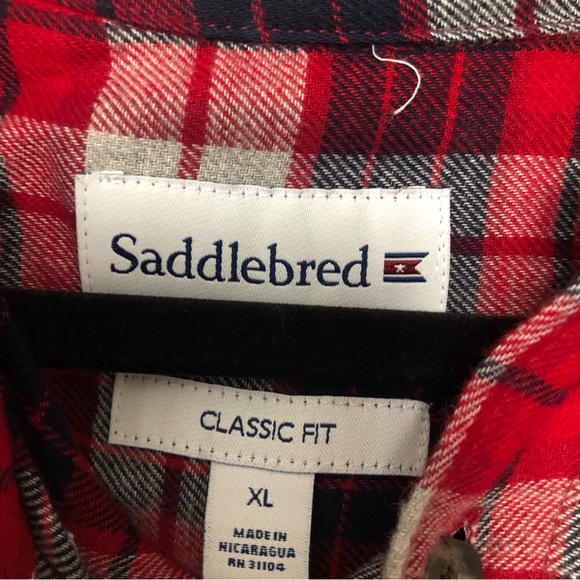 Saddlebred
CLASSIC FIT
XL
MADE IN
NICARAGUA
RN 31104